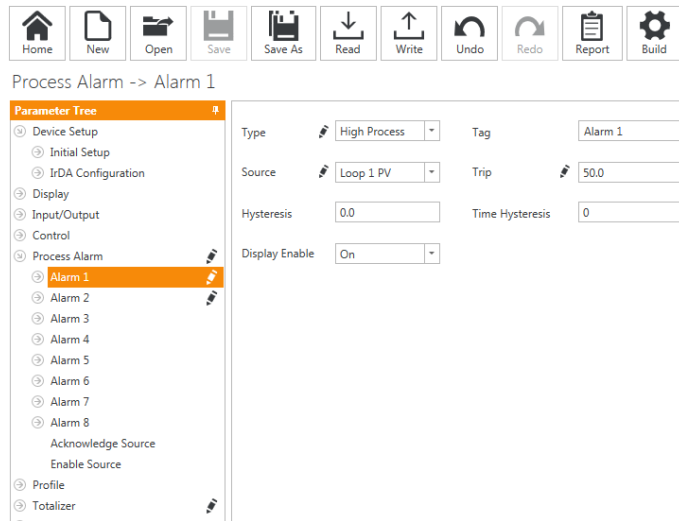 Home New Open Save Save As Read Write Undo Redo Report Build
Process Alarm -> Alarm 1
Parameter Tree
Device Setup
Initial Setup
IrDA Configuration
Display
Input/Output
Control
Process Alarm
Alarm 1
Alarm 2
Alarm 3
Alarm 4
Alarm 5
Alarm 6
Alarm 7
Alarm 8
Acknowledge Source
Enable Source
Profile
Totalizer
Type High Process Tag Alarm 1
Source Loop 1 PV Trip 50.0
Hysteresis 0.0 Time Hysteresis 0
Display Enable On